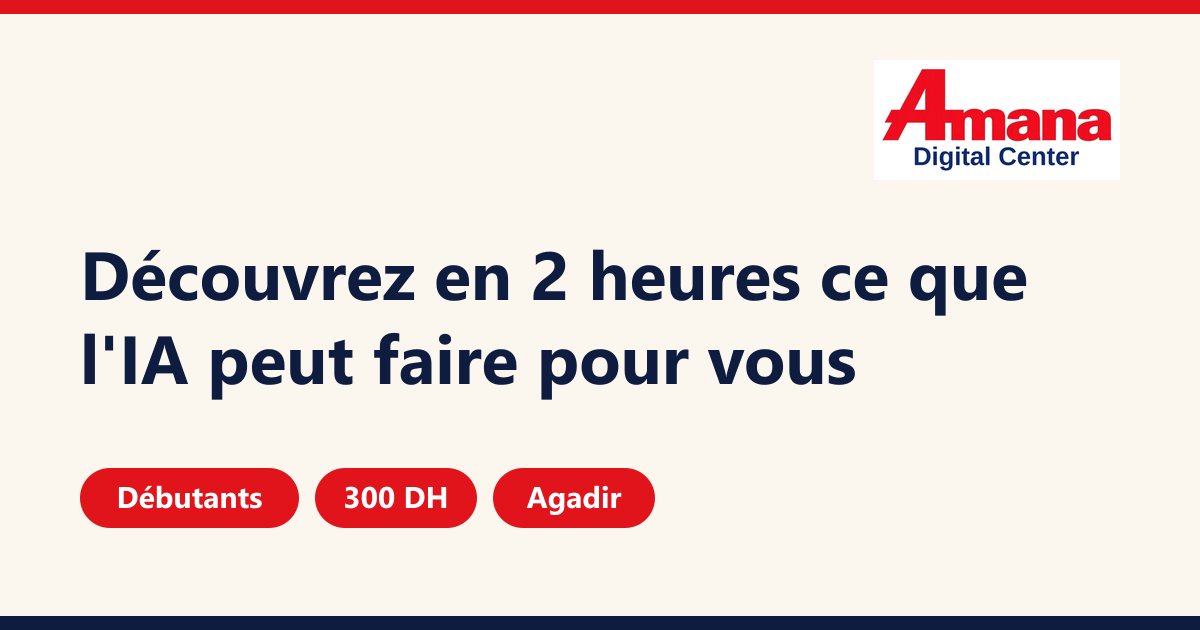 Amana
Digital Center
Découvrez en 2 heures ce que
l'IA peut faire pour vous
Débutants
300 DH
Agadir